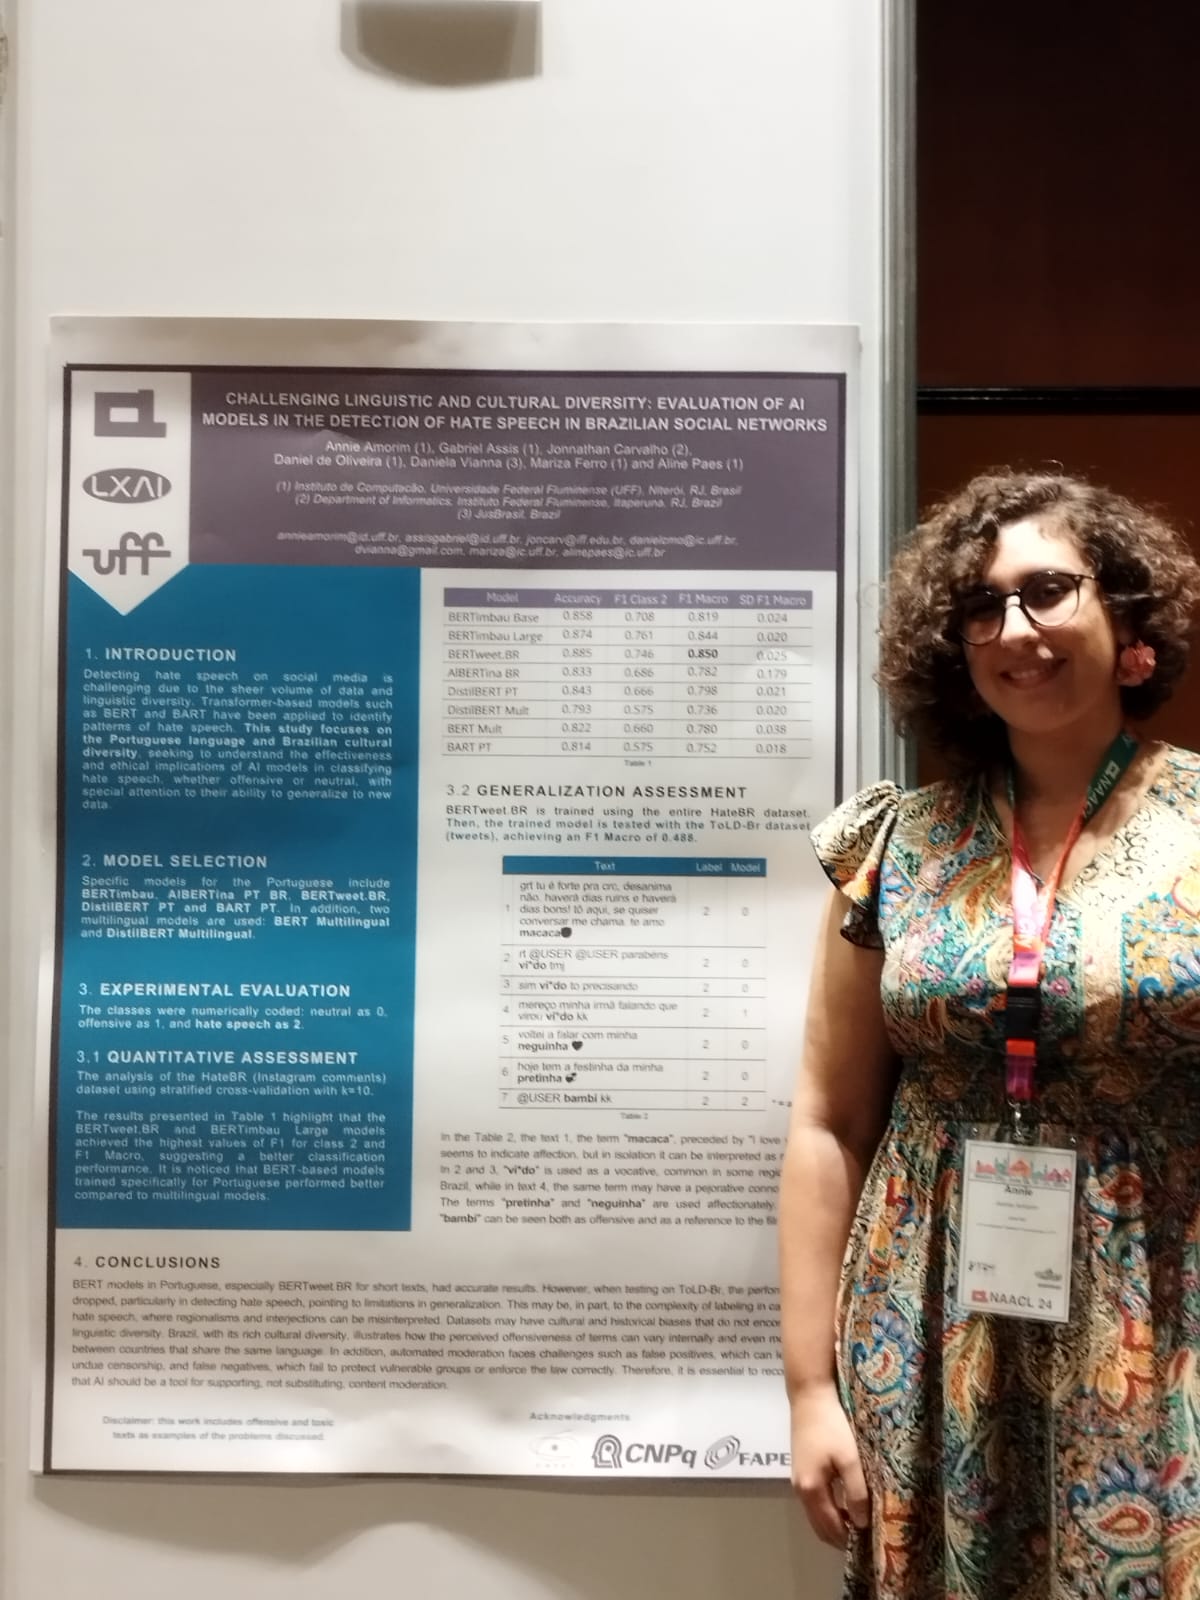 CHALLENGING LINGUISTIC AND CULTURAL DIVERSITY: EVALUATION OF AI
MODELS IN THE DETECTION OF HATE SPEECH IN BRAZILIAN SOCIAL NETWORKS
Annie Amorim (1), Gabriel Assis (1), Jonnathan Carvalho (2),
Daniel de Oliveira (1), Daniela Vianna (3), Mariza Ferro (1) and Aline Paes (1)
(1) Instituto de Computacão, Universidade Federal Fluminense (UFF), Niterói, RJ, Brasil
(2) Department of Informatics, Instituto Federal Fluminense, Itaperuna, RJ, Brazil
(3) JusBrasil, Brazil
annieamorim@id.uff.br, assisgabriel@id.uff.br, joncarv@iff.edu.br, danielcmo@ic.uff.br,
dvianna@gmail.com, mariza@ic.uff.br, alinepaes@ic.uff.br
LXAI
uff
1. INTRODUCTION
Detecting hate speech on social media is
challenging due to the sheer volume of data and
linguistic diversity. Transformer-based models such
as BERT and BART have been applied to identify
patterns of hate speech. This study focuses on
the Portuguese language and Brazilian cultural
diversity, seeking to understand the effectiveness
and ethical implications of AI models in classifying
hate speech, whether offensive or neutral, with
special attention to their ability to generalize to new
data.
2. MODEL SELECTION
Specific models for the Portuguese include
BERTimbau, AlBERTina PT BR, BERTweet.BR,
DistilBERT PT and BART PT. In addition, two
multilingual models are used: BERT Multilingual
and DistilBERT Multilingual.
3. EXPERIMENTAL EVALUATION
The classes were numerically coded: neutral as 0,
offensive as 1, and hate speech as 2.
3.1 QUANTITATIVE ASSESSMENT
The analysis of the HateBR (Instagram comments)
dataset using stratified cross-validation with k=10.
The results presented in Table 1 highlight that the
BERTweet.BR and BERTimbau Large models
achieved the highest values of F1 for class 2 and
F1 Macro, suggesting a better classification
performance. It is noticed that BERT-based models
trained specifically for Portuguese performed better
compared to multilingual models.
Model Accuracy F1 Class 2 F1 Macro SD F1 Macro
BERTimbau Base 0.858 0.708 0.819 0.024
BERTimbau Large 0.874 0.761 0.844 0.020
BERTweet.BR 0.885 0.746 0.850 0.025
AlBERTina BR 0.833 0.686 0.782 0.179
DistilBERT PT 0.843 0.666 0.798 0.021
DistilBERT Mult 0.793 0.575 0.736 0.020
BERT Mult 0.822 0.660 0.780 0.038
BART PT 0.814 0.575 0.752 0.018
Table 1
3.2 GENERALIZATION ASSESSMENT
BERTweet.BR is trained using the entire HateBR dataset.
Then, the trained model is tested with the ToLD-Br dataset
(tweets), achieving an F1 Macro of 0.488.
Text Label Model
grl tu é forte pra crc, desanima
não, haverá dias ruins e haverá
1 dias bons! tô aqui, se quiser 2 0
conversar me chama, te amo
macaca
2 rt @USER @USER parabéns 2 0
vi*do tmj
3 sim vi*do to precisando 2 0
4 mereço minha irmã falando que 2 1
virou vi*do kk
5 voltei a falar com minha 2 0
neguinha 🖤
6 hoje tem a festinha da minha 2 0
pretinha 💕
7 @USER bambi kk 2 2
Table 2
In the Table 2, the text 1, the term "macaca", preceded by "I love
seems to indicate affection, but in isolation it can be interpreted as
In 2 and 3, "vi*do" is used as a vocative, common in some regi
Brazil, while in text 4, the same term may have a pejorative conno
The terms "pretinha" and "neguinha" are used affectionately.
"bambi" can be seen both as offensive and as a reference to the fil
4. CONCLUSIONS
BERT models in Portuguese, especially BERTweet.BR for short texts, had accurate results. However, when testing on ToLD-Br, the perfor
dropped, particularly in detecting hate speech, pointing to limitations in generalization. This may be, in part, to the complexity of labeling in ca
hate speech, where regionalisms and interjections can be misinterpreted. Datasets may have cultural and historical biases that do not enco
linguistic diversity. Brazil, with its rich cultural diversity, illustrates how the perceived offensiveness of terms can vary internally and even m
between countries that share the same language. In addition, automated moderation faces challenges such as false positives, which can le
undue censorship, and false negatives, which fail to protect vulnerable groups or enforce the law correctly. Therefore, it is essential to reco
that AI should be a tool for supporting, not substituting, content moderation.
Disclaimer: this work includes offensive and toxic
texts as examples of the problems discussed.
Acknowledgments
CNPq
FAPE
NAACL
Annie
NAACL 24